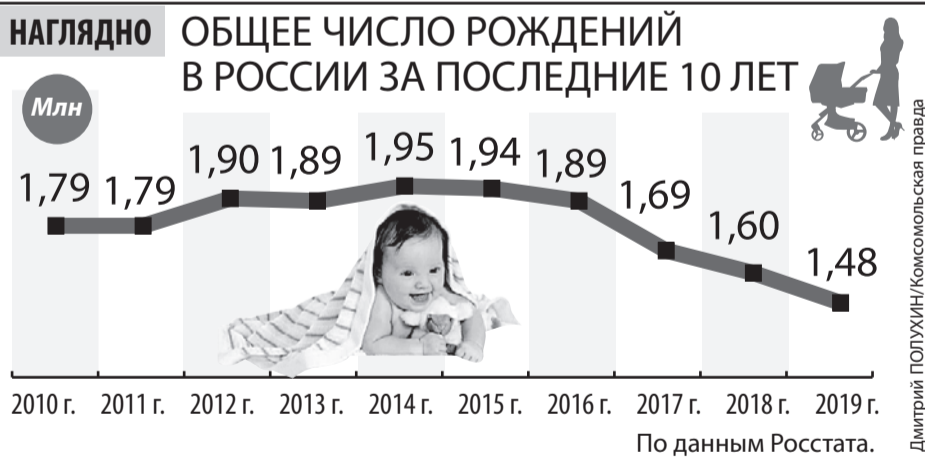 НАГЛЯДНО
ОБЩЕЕ ЧИСЛО РОЖДЕНИЙ
В РОССИИ ЗА ПОСЛЕДНИЕ 10 ЛЕТ
Млн
1,79 1,79 1,90 1,89 1,95 1,94 1,89 1,69 1,60 1,48
2010 г. 2011 г. 2012 г. 2013 г. 2014 г. 2015 г. 2016 г. 2017 г. 2018 г. 2019 г.
По данным Росстата.
Дмитрий ПОЛУХИН/Комсомольская правда